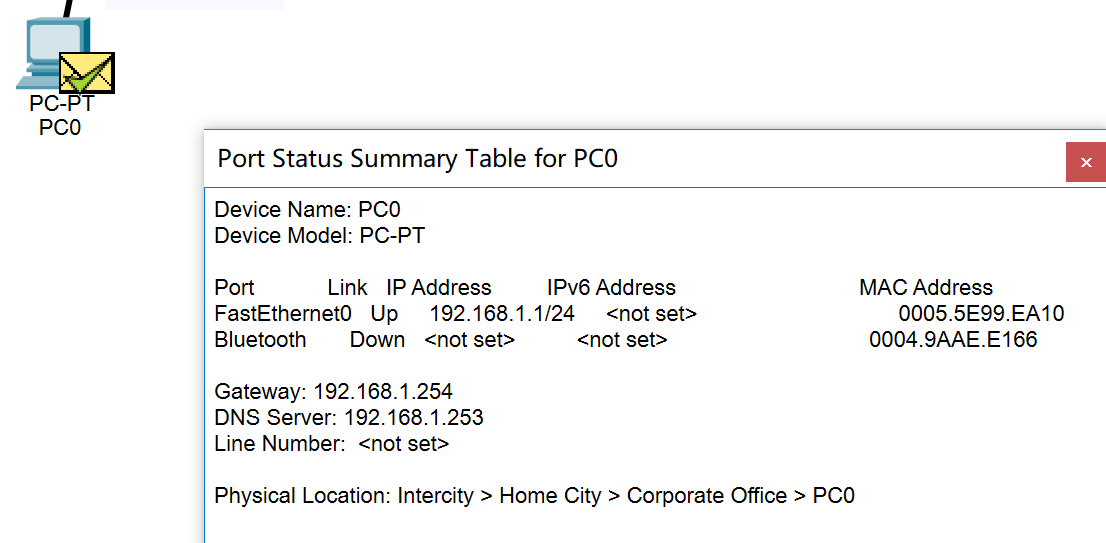 PC-PT
PC0
Port Status Summary Table for PC0
Device Name: PC0
Device Model: PC-PT
Port Link IP Address IPv6 Address MAC Address
FastEthernet0 Up 192.168.1.1/24 <not set> 0005.5E99.EA10
Bluetooth Down <not set> <not set> 0004.9AAE.E166
Gateway: 192.168.1.254
DNS Server: 192.168.1.253
Line Number: <not set>
Physical Location: Intercity > Home City > Corporate Office > PC0